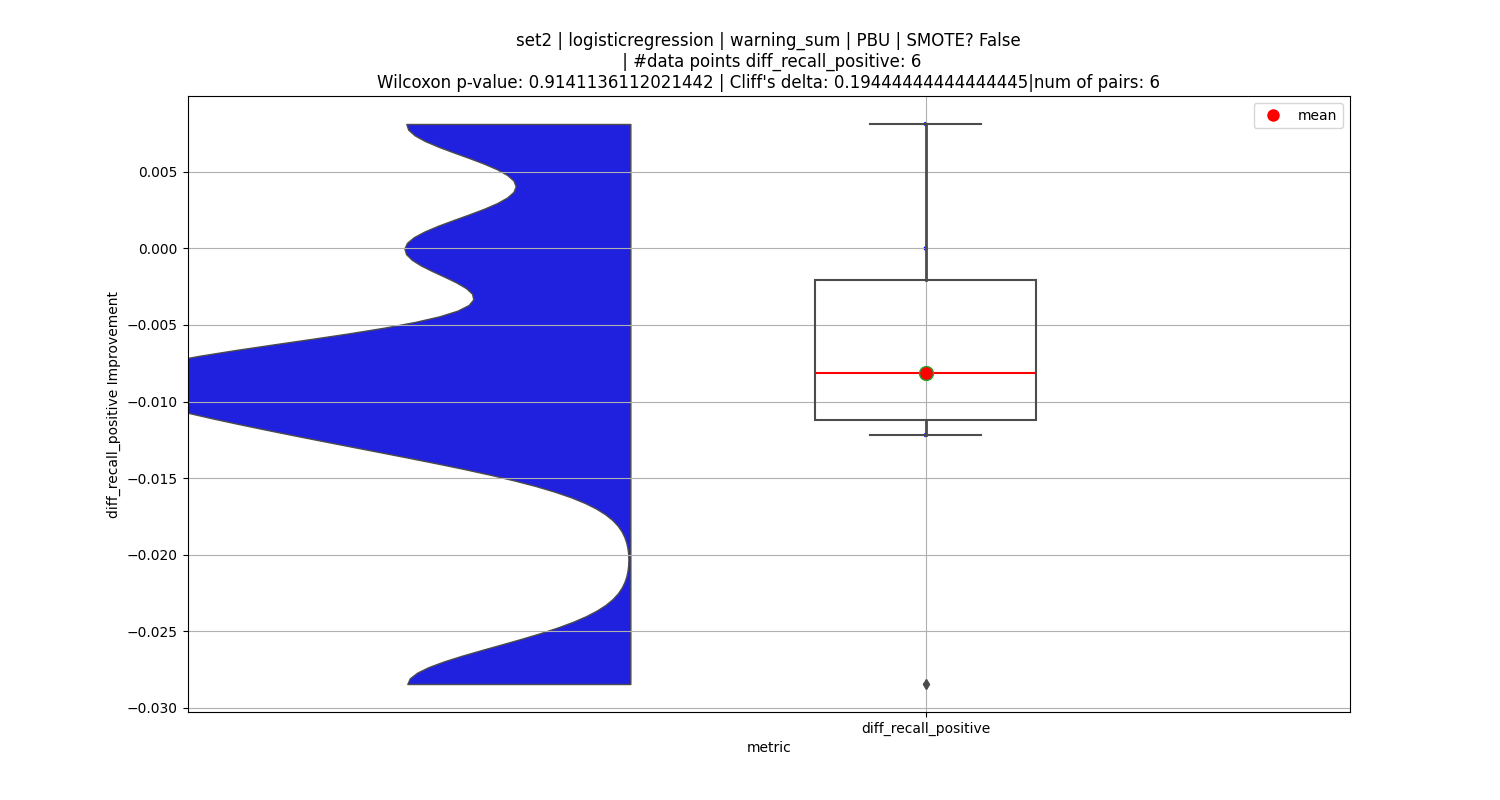 set2 | logisticregression | warning_sum | PBU | SMOTE? False
| #data points diff_recall_positive: 6
Wilcoxon p-value: 0.9141136112021442 | Cliff's delta: 0.19444444444444445|num of pairs: 6
mean
0.005
0.000
−0.005
−0.010
−0.015
−0.020
−0.025
−0.030
diff_recall_positive Improvement
diff_recall_positive
metric